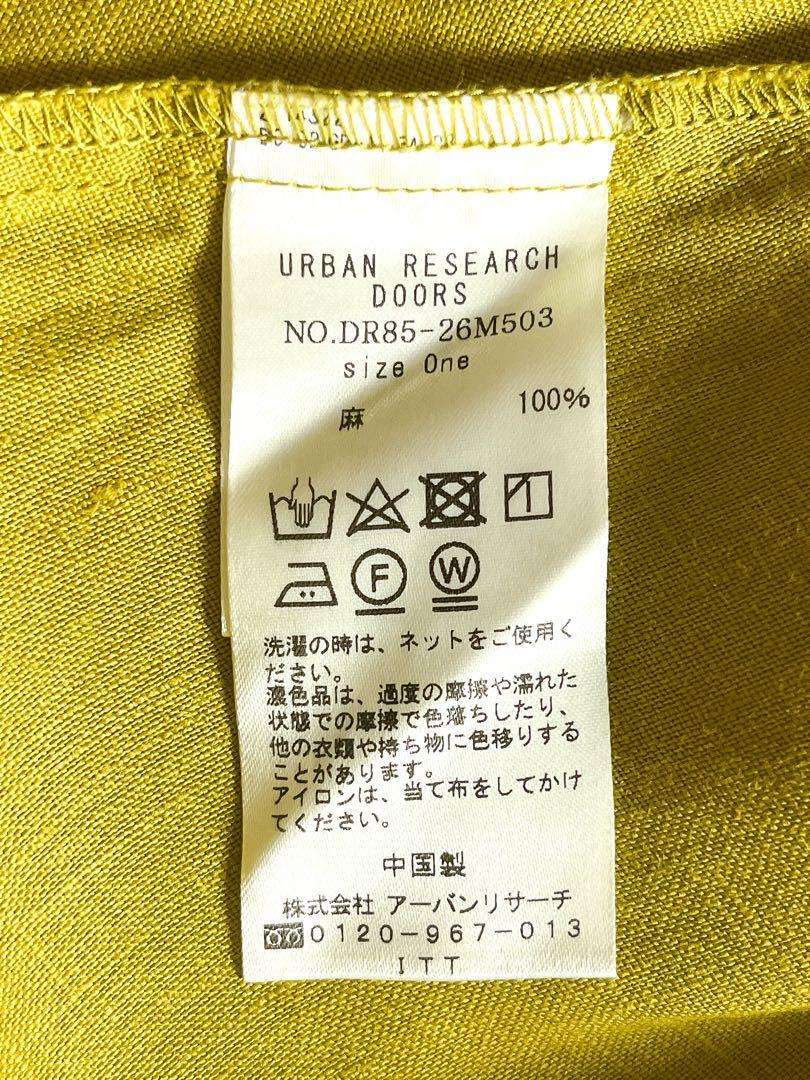 URBAN RESEARCH
DOORS
NO.DR85-26M503
size One
麻 100%
F W
洗濯の時は、ネットをご使用く
ださい。
濃色品は、過度の摩擦や濡れた
状態での摩擦で色落ちしたり、
他の衣類や持ち物に色移りする
ことがあります。
アイロンは、当て布をしてかけ
てください。
中国製
株式会社 アーバンリサーチ
0120-967-013
ITT